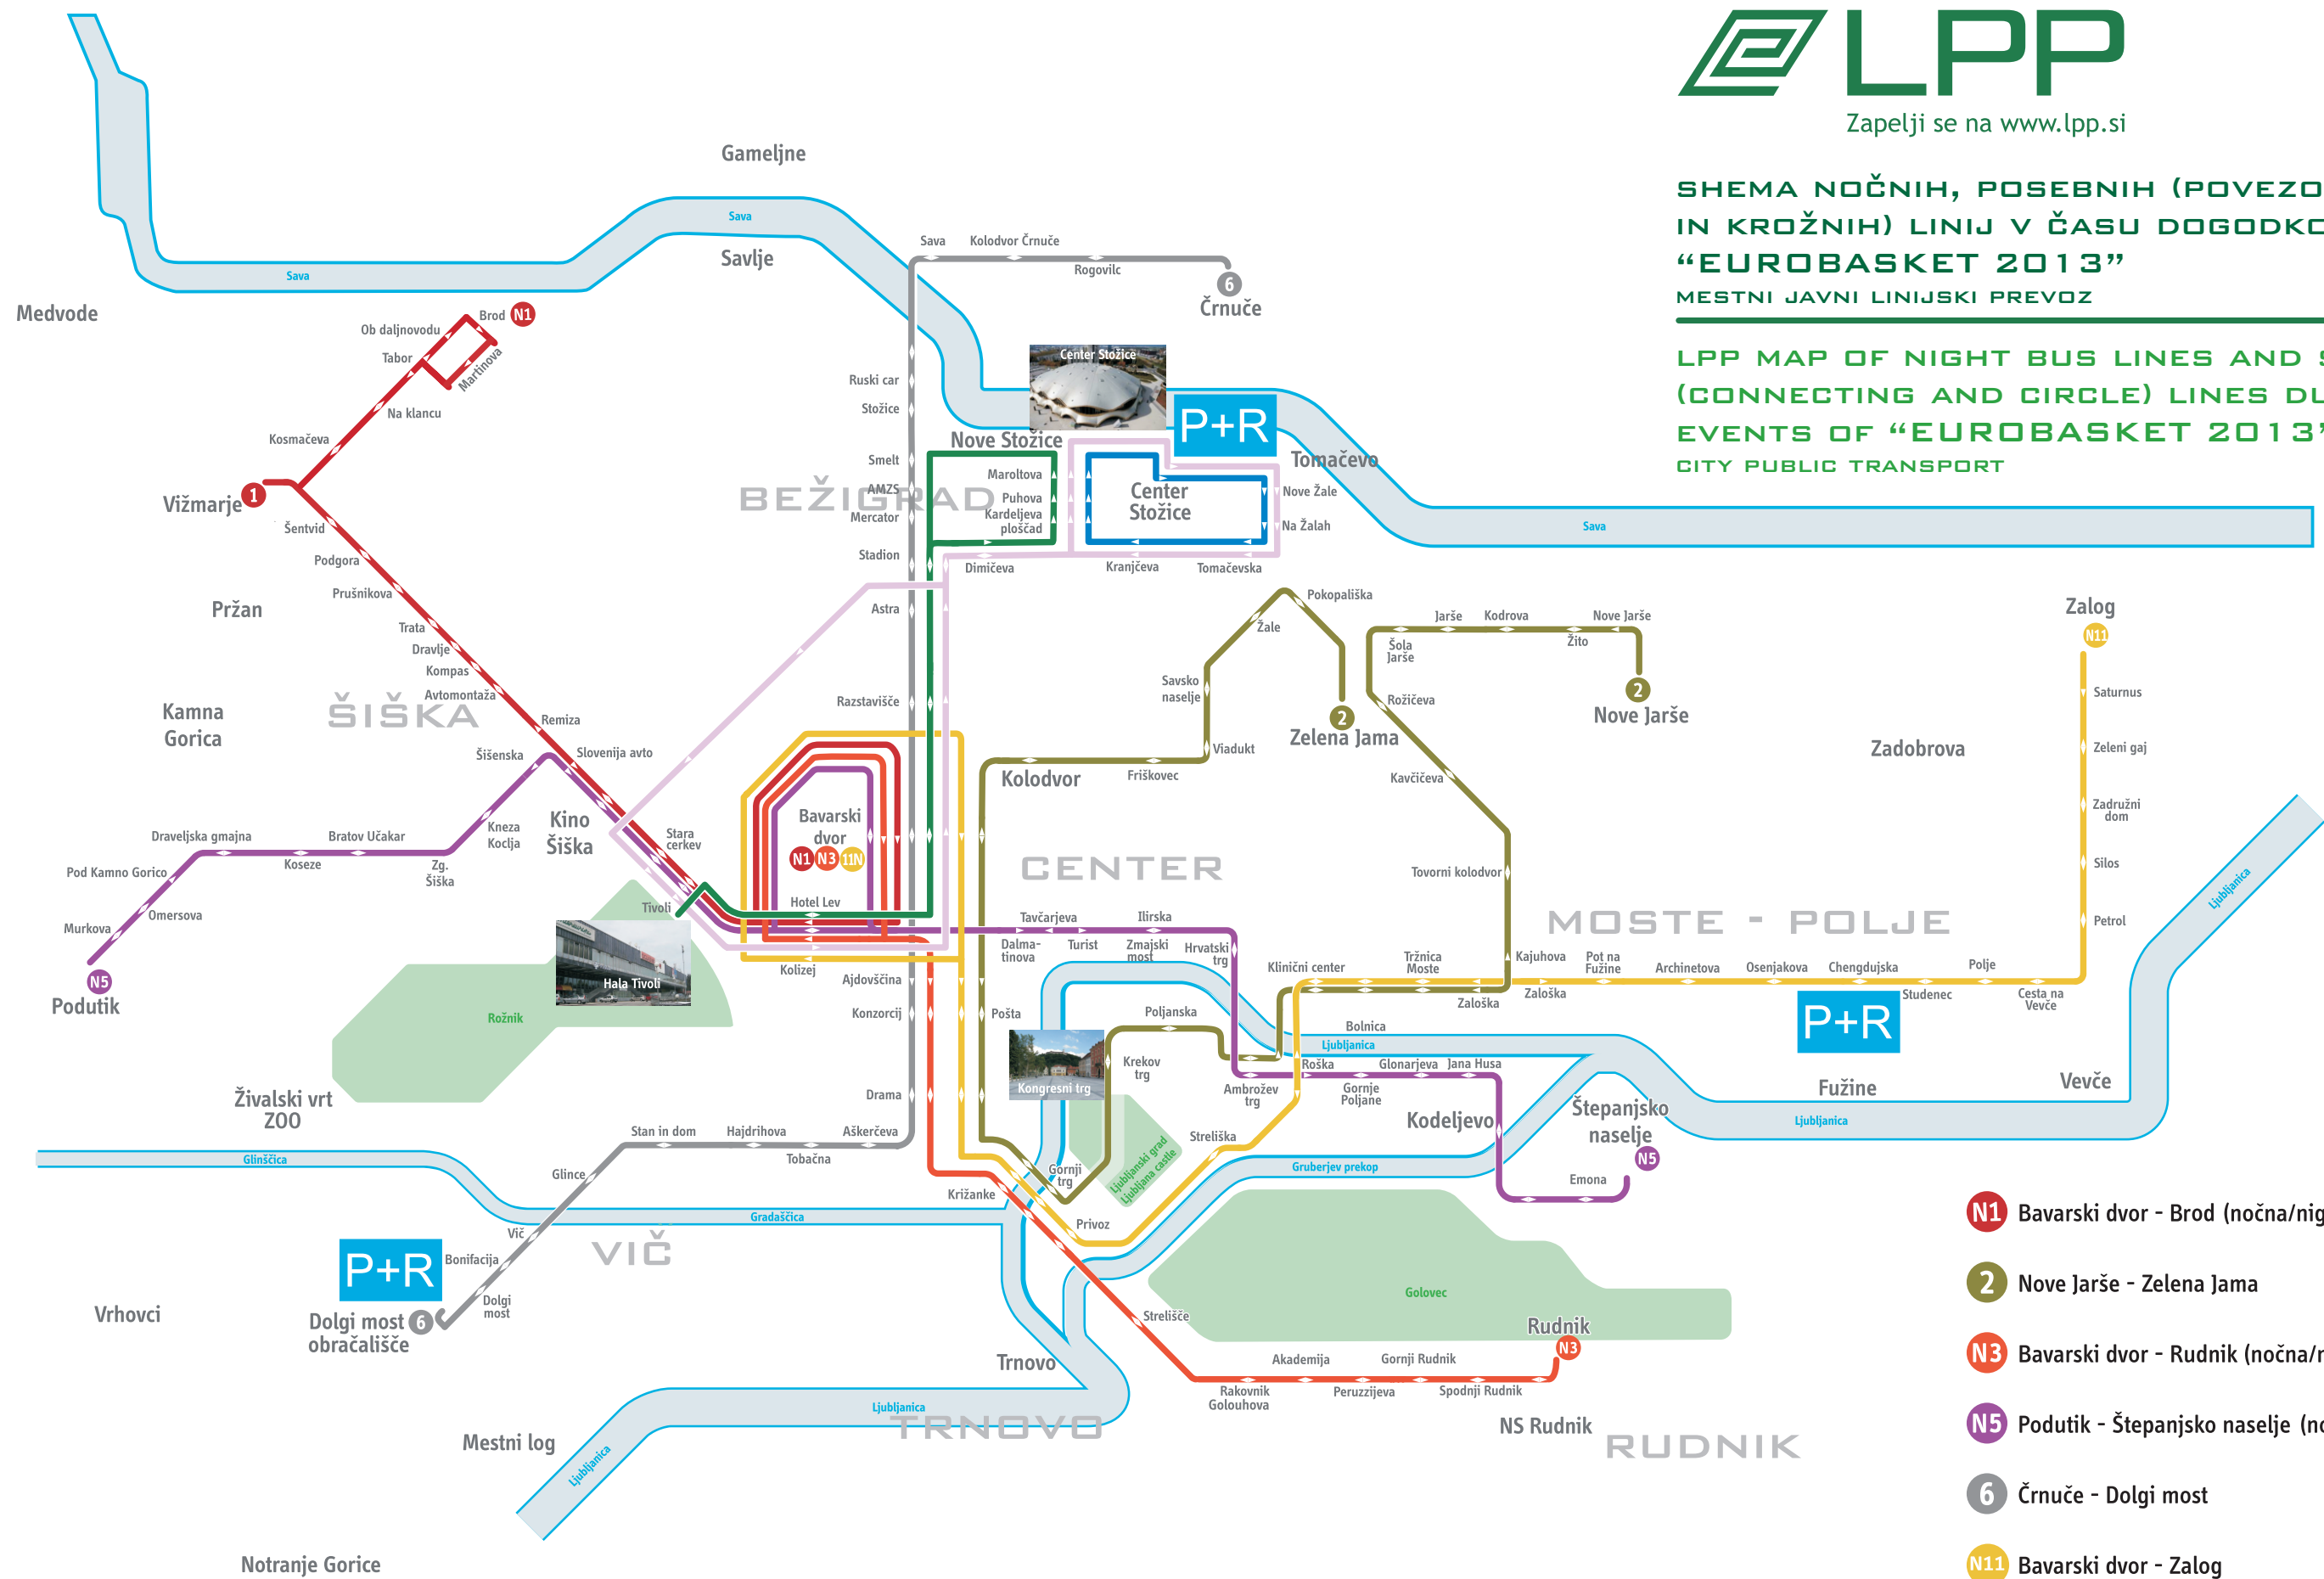 LPP
Zapelji se na www.lpp.si
SHEMA NOČNIH, POSEBNIH (POVEZO
IN KROŽNIH) LINIJ V ČASU DOGODKO
“EUROBASKET 2013”
MESTNI JAVNI LINIJSKI PREVOZ
LPP MAP OF NIGHT BUS LINES AND S
(CONNECTING AND CIRCLE) LINES DU
EVENTS OF “EUROBASKET 2013”
CITY PUBLIC TRANSPORT
Gameljne
Sava
Savlje
Sava
Medvode
Sava
Kolodvor Črnuče
Rogovilc
6
Črnuče
Brod
N1
Ob daljnovodu
Tabor
Martinova
Na klancu
Kosmačeva
Vižmarje
1
Šentvid
Podgora
Prušnikova
Pržan
Trata
Dravlje
Kompas
Avtomontaža
ŠIŠKA
Kamna
Gorica
Remiza
Slovenija avto
Šišenska
Kino
Šiška
Stara
cerkev
Kneza
Koclja
Draveljska gmajna
Bratov Učakar
Koseze
Zg.
Šiška
Pod Kamno Gorico
Omersova
Murkova
N5
Podutik
Tivoli
Hala Tivoli
Rožnik
Ruski car
Stožice
Smelt
AMZS
BEŽIGRAD
Mercator
Stadion
Astra
Razstavišče
Center Stožice
P+R
Nove Stožice
Maroltova
Puhova
Kardeljeva
ploščad
Dimičeva
Center
Stožice
Tomačevo
Nove Žale
Na Žalah
Kranjčeva
Tomačevska
Sava
Pokopališka
Žale
Savsko
naselje
Viadukt
2
Zelena Jama
Kolodvor
Friškovec
Jarše
Kodrova
Nove Jarše
Šola
Jarše
Žito
Rožičeva
2
Nove Jarše
Kavčičeva
Tovorni kolodvor
Zalog
N11
Saturnus
Zeleni gaj
Zadobrova
Zadružni
dom
Silos
Petrol
Ljubljanica
Bavarski
dvor
N1
N3
11N
Hotel Lev
Kolizej
CENTER
MOSTE - POLJE
Tavčarjeva
Ilirska
Dalma-
tinova
Turist
Zmajski
most
Hrvatski
trg
Klinični center
Tržnica
Moste
Zaloška
Kajuhova
Zaloška
Pot na
Fužine
Archinetova
Osenjakova
Chengdujska
Studenec
Polje
Cesta na
Vevče
P+R
Ajdovščina
Konzorcij
Pošta
Poljanska
Kongresni trg
Krekov
trg
Bolnica
Ljubljanica
Roška
Glonarjeva
Jana Husa
Ambrožev
trg
Gornje
Poljane
Kodeljevo
Štepanjsko
naselje
N5
Emona
Fužine
Vevče
Ljubljanica
Drama
Živalski vrt
ZOO
Glinščica
Stan in dom
Hajdrihova
Tobačna
Aškerčeva
Glince
Gradaščica
Vič
VIČ
Bonifacija
Dolgi
most
P+R
Dolgi most
obračališče
6
Vrhovci
Streliška
Gornji
trg
Ljubljanski grad
Ljubljana castle
Gruberjev prekop
Križanke
Privoz
Golovec
Strelišče
Rudnik
N3
Akademija
Gornji Rudnik
Rakovnik
Golouhova
Peruzzijeva
Spodnji Rudnik
NS Rudnik
RUDNIK
Trnovo
Ljubljanica
TRNOVO
Mestni log
Ljubljanica
Notranje Gorice
N1 Bavarski dvor - Brod (nočna/nig
2 Nove Jarše - Zelena Jama
N3 Bavarski dvor - Rudnik (nočna/n
N5 Podutik - Štepanjsko naselje (no
6 Črnuče - Dolgi most
N11 Bavarski dvor - Zalog